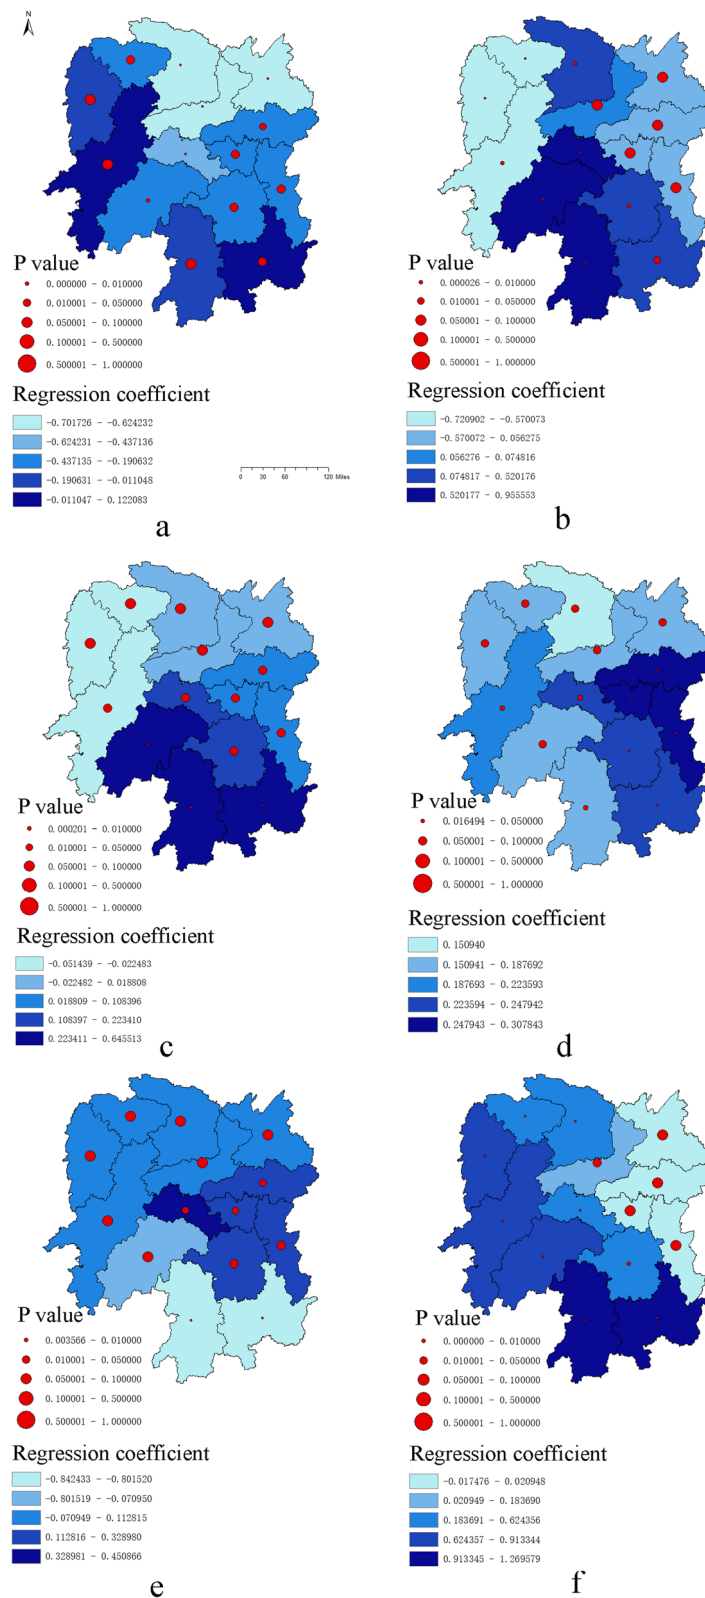 N
P value
0.000000 - 0.010000
0.010001 - 0.050000
0.050001 - 0.100000
0.100001 - 0.500000
0.500001 - 1.000000
Regression coefficient
-0.701726 - -0.624232
-0.624231 - -0.437136
-0.437135 - -0.190632
-0.190631 - -0.011048
-0.011047 - 0.122083
0 30 60 120 Miles
a
P value
0.000026 - 0.010000
0.010001 - 0.050000
0.050001 - 0.100000
0.100001 - 0.500000
0.500001 - 1.000000
Regression coefficient
-0.720902 - -0.570073
-0.570072 - 0.056275
0.056276 - 0.074816
0.074817 - 0.520176
0.520177 - 0.955553
b
P value
0.000201 - 0.010000
0.010001 - 0.050000
0.050001 - 0.100000
0.100001 - 0.500000
0.500001 - 1.000000
Regression coefficient
-0.051439 - -0.022483
-0.022482 - 0.018808
0.018809 - 0.108396
0.108397 - 0.223410
0.223411 - 0.645513
c
P value
0.016494 - 0.050000
0.050001 - 0.100000
0.100001 - 0.500000
0.500001 - 1.000000
Regression coefficient
0.150940
0.150941 - 0.187692
0.187693 - 0.223593
0.223594 - 0.247942
0.247943 - 0.307843
d
P value
0.003566 - 0.010000
0.010001 - 0.050000
0.050001 - 0.100000
0.100001 - 0.500000
0.500001 - 1.000000
Regression coefficient
-0.842433 - -0.801520
-0.801519 - -0.070950
-0.070949 - 0.112815
0.112816 - 0.328980
0.328981 - 0.450866
e
P value
0.000000 - 0.010000
0.010001 - 0.050000
0.050001 - 0.100000
0.100001 - 0.500000
0.500001 - 1.000000
Regression coefficient
-0.017476 - 0.020948
0.020949 - 0.183690
0.183691 - 0.624356
0.624357 - 0.913344
0.913345 - 1.269579
f